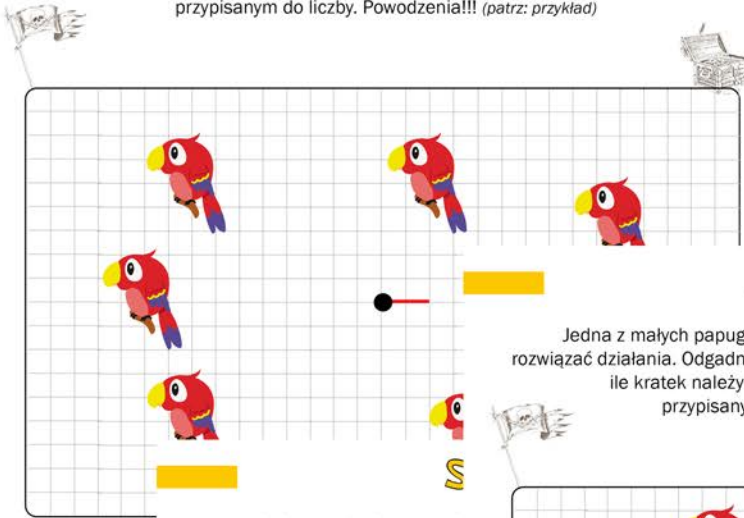 przypisanym do liczby. Powodzenia!!! (patrz: przykład)
Jedna z małych papug
rozwiązać działania. Odgadn
ile kratek należy
przypisany
S